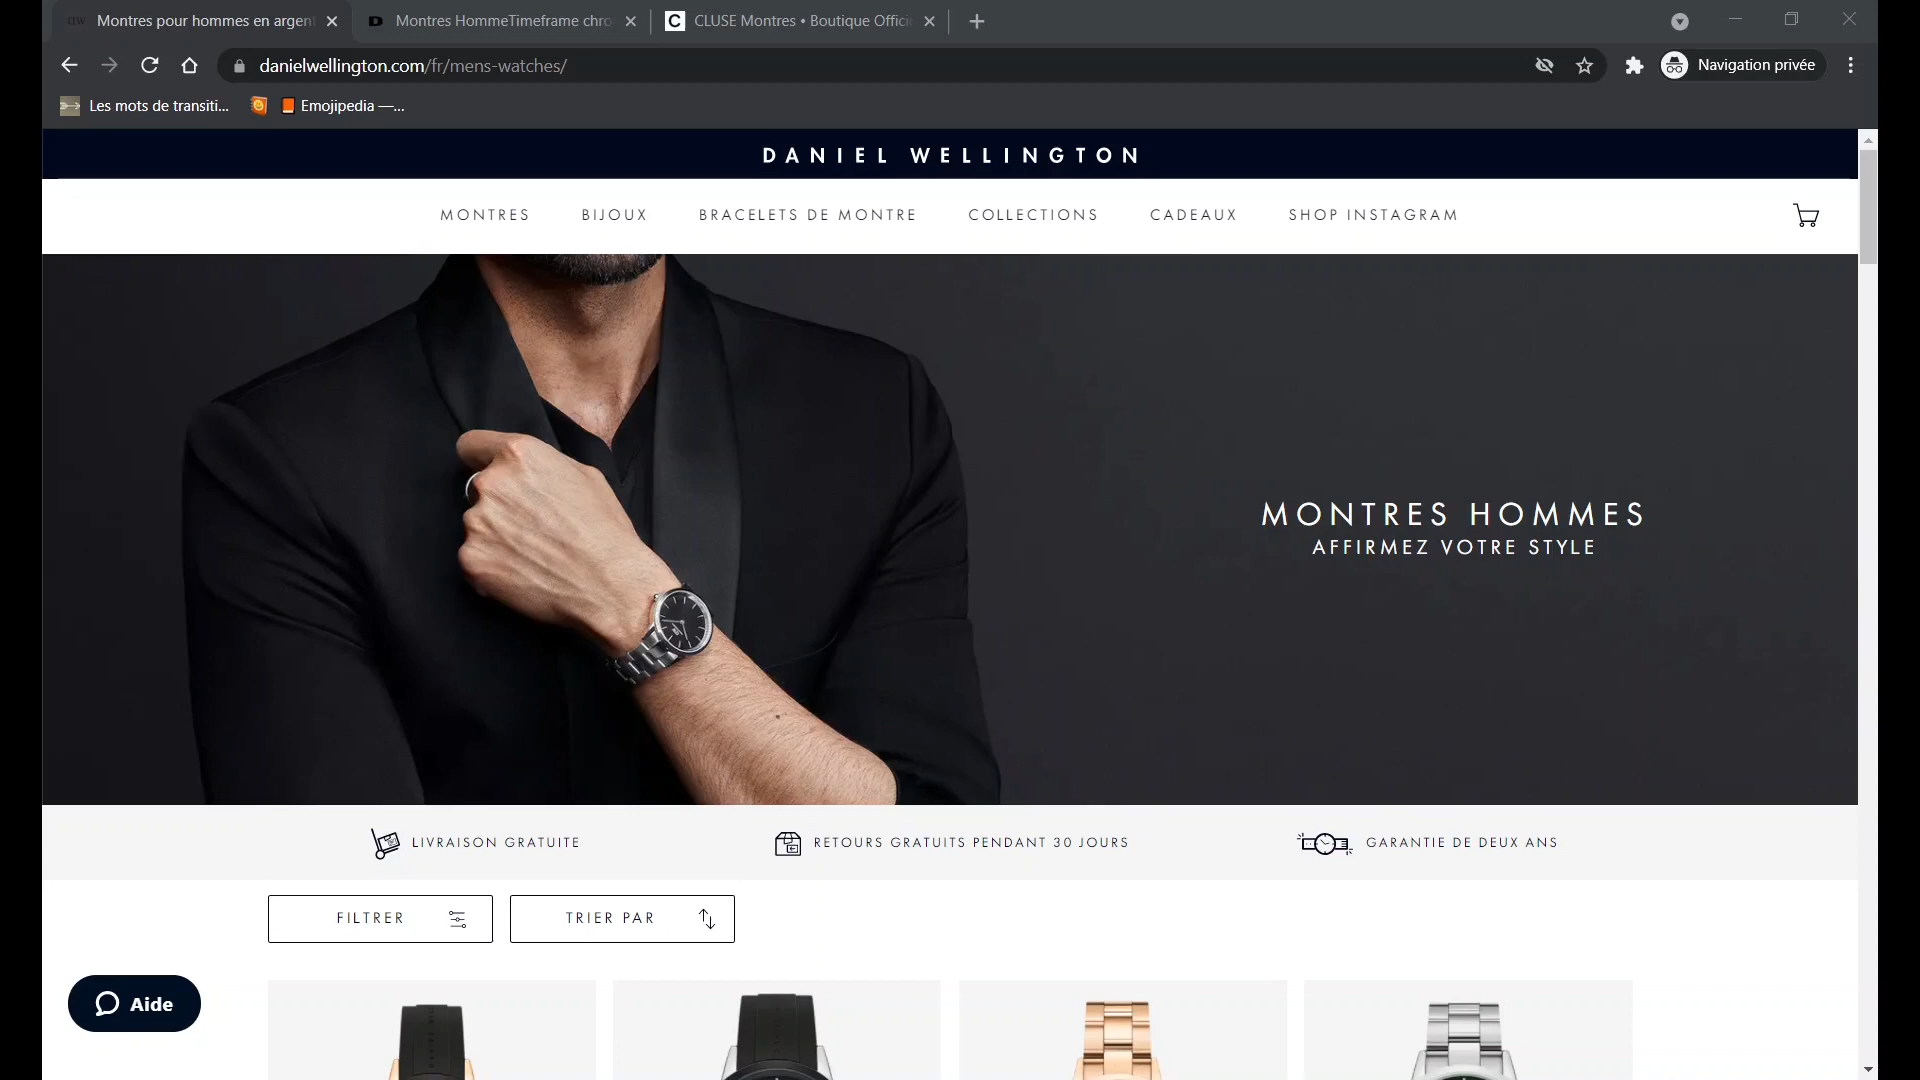 Montres pour hommes en argent
Montres HommeTimeframe chro
CLUSE Montres • Boutique Offici
danielwellington.com/fr/mens-watches/
Navigation privée
Les mots de transiti...
Emojipedia —...
DANIEL WELLINGTON
MONTRES
BIJOUX
BRACELETS DE MONTRE
COLLECTIONS
CADEAUX
SHOP INSTAGRAM
MONTRES HOMMES
AFFIRMEZ VOTRE STYLE
LIVRAISON GRATUITE
RETOURS GRATUITS PENDANT 30 JOURS
GARANTIE DE DEUX ANS
FILTRER
TRIER PAR
Aide